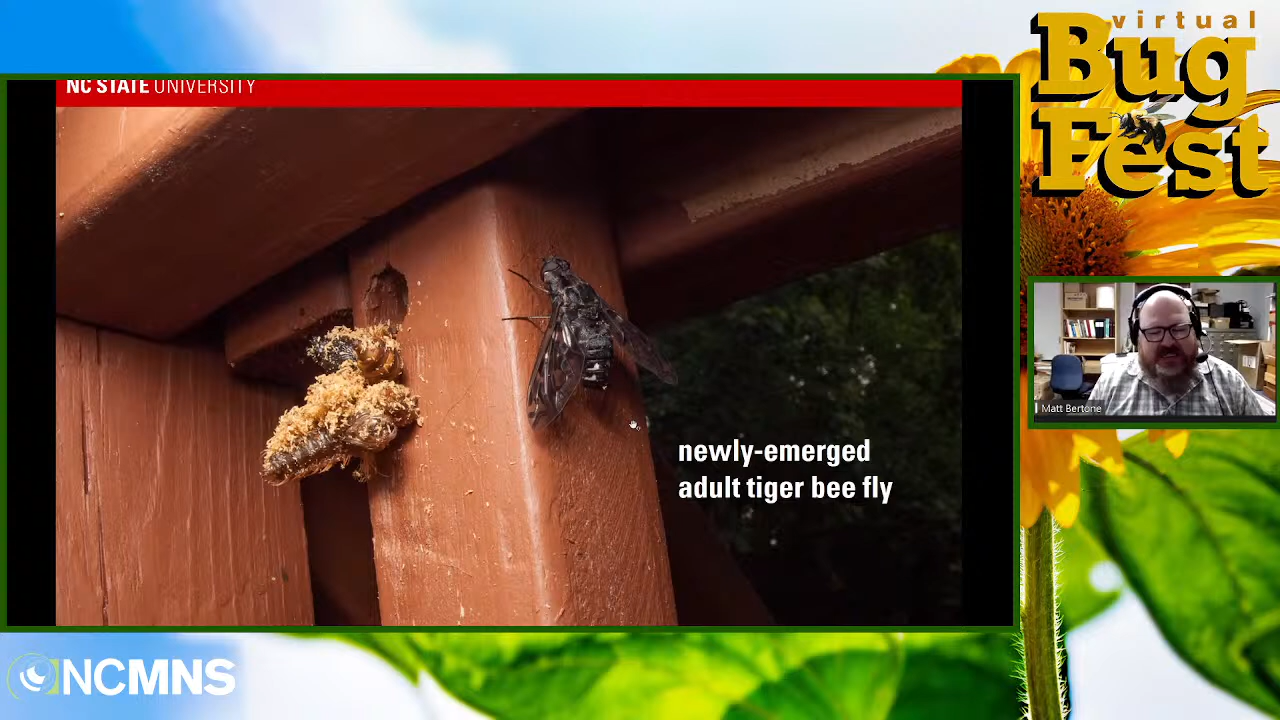 virtual
Bug
Fest
NC STATE UNIVERSITY
newly-emerged
adult tiger bee fly
Matt Bertone
NCMNS